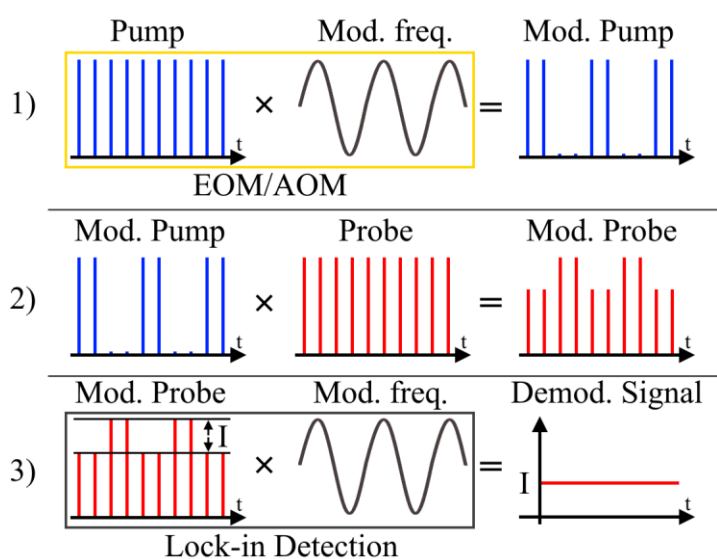 Pump Mod. freq. Mod. Pump
1) × = t t
EOM/AOM
Mod. Pump Probe Mod. Probe
2) × = t t t
Mod. Probe Mod. freq. Demod. Signal
3) I × = I t t
Lock-in Detection